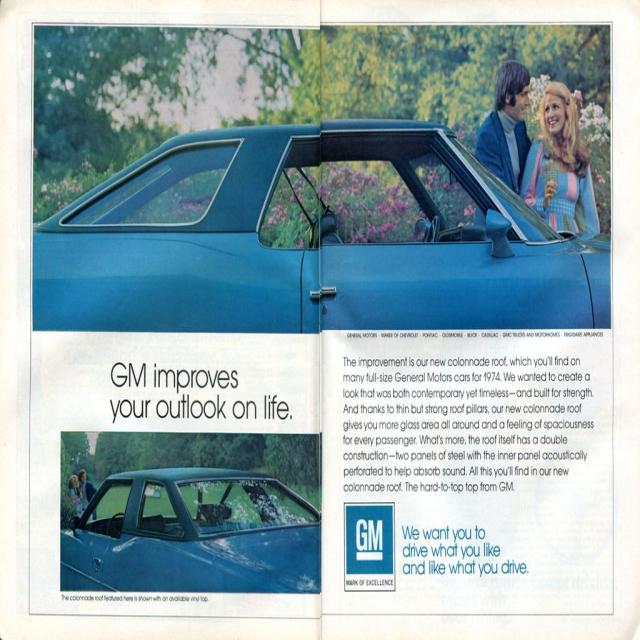 GENERAL MOTORS · MAKER OF CHEVROLET · PONTIAC · OLDSMOBILE · BUICK · CADILLAC · GMC TRUCKS AND MOTORHOMES · FRIGIDAIRE APPLIANCES
GM improves
your outlook on life.
The improvement is our new colonnade roof, which you'll find on
many full-size General Motors cars for 1974. We wanted to create a
look that was both contemporary yet timeless—and built for strength.
And thanks to thin but strong roof pillars, our new colonnade roof
gives you more glass area all around and a feeling of spaciousness
for every passenger. What's more, the roof itself has a double
construction—two panels of steel with the inner panel acoustically
perforated to help absorb sound. All this you'll find in our new
colonnade roof. The hard-to-top top from GM.
The colonnade roof featured here is shown with an available vinyl top.
GM
MARK OF EXCELLENCE
We want you to
drive what you like
and like what you drive.